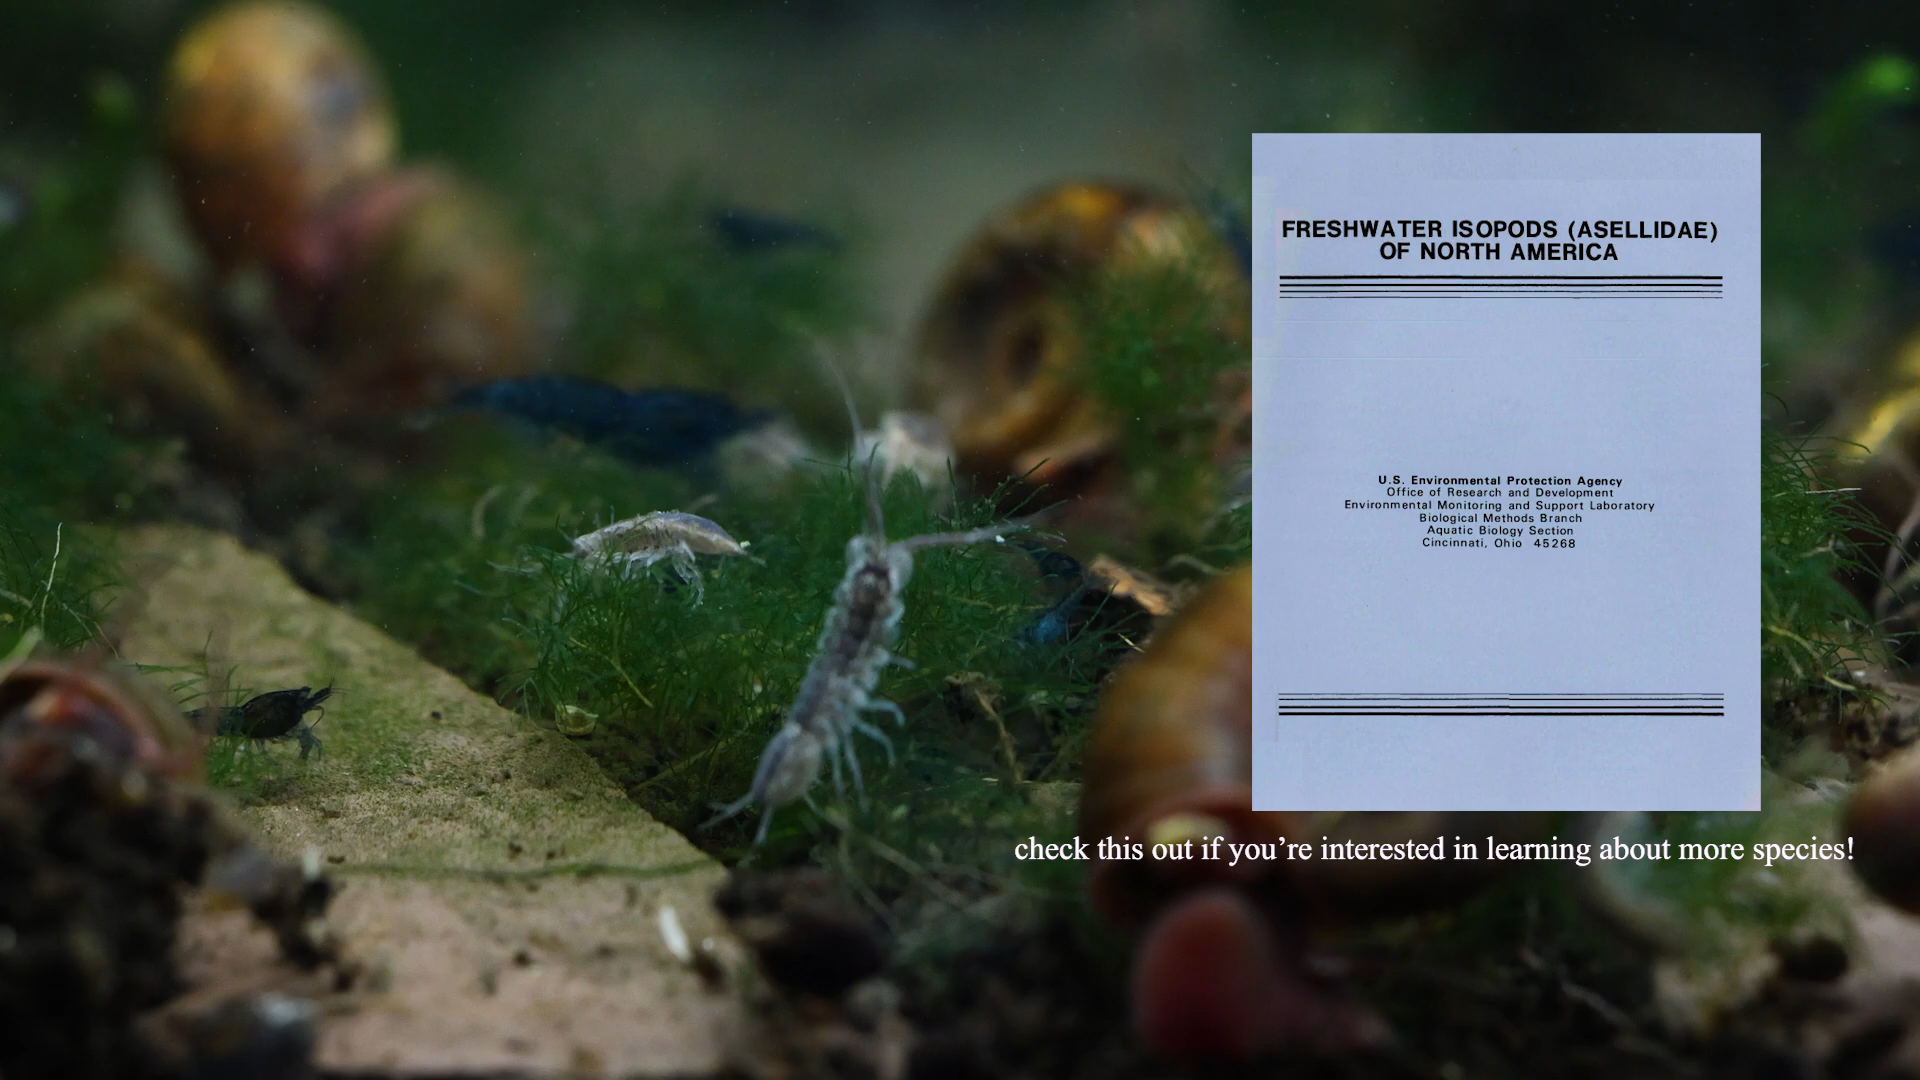 FRESHWATER ISOPODS (ASELLIDAE)
OF NORTH AMERICA
U.S. Environmental Protection Agency
Office of Research and Development
Environmental Monitoring and Support Laboratory
Biological Methods Branch
Aquatic Biology Section
Cincinnati, Ohio 45268
check this out if you’re interested in learning about more species!